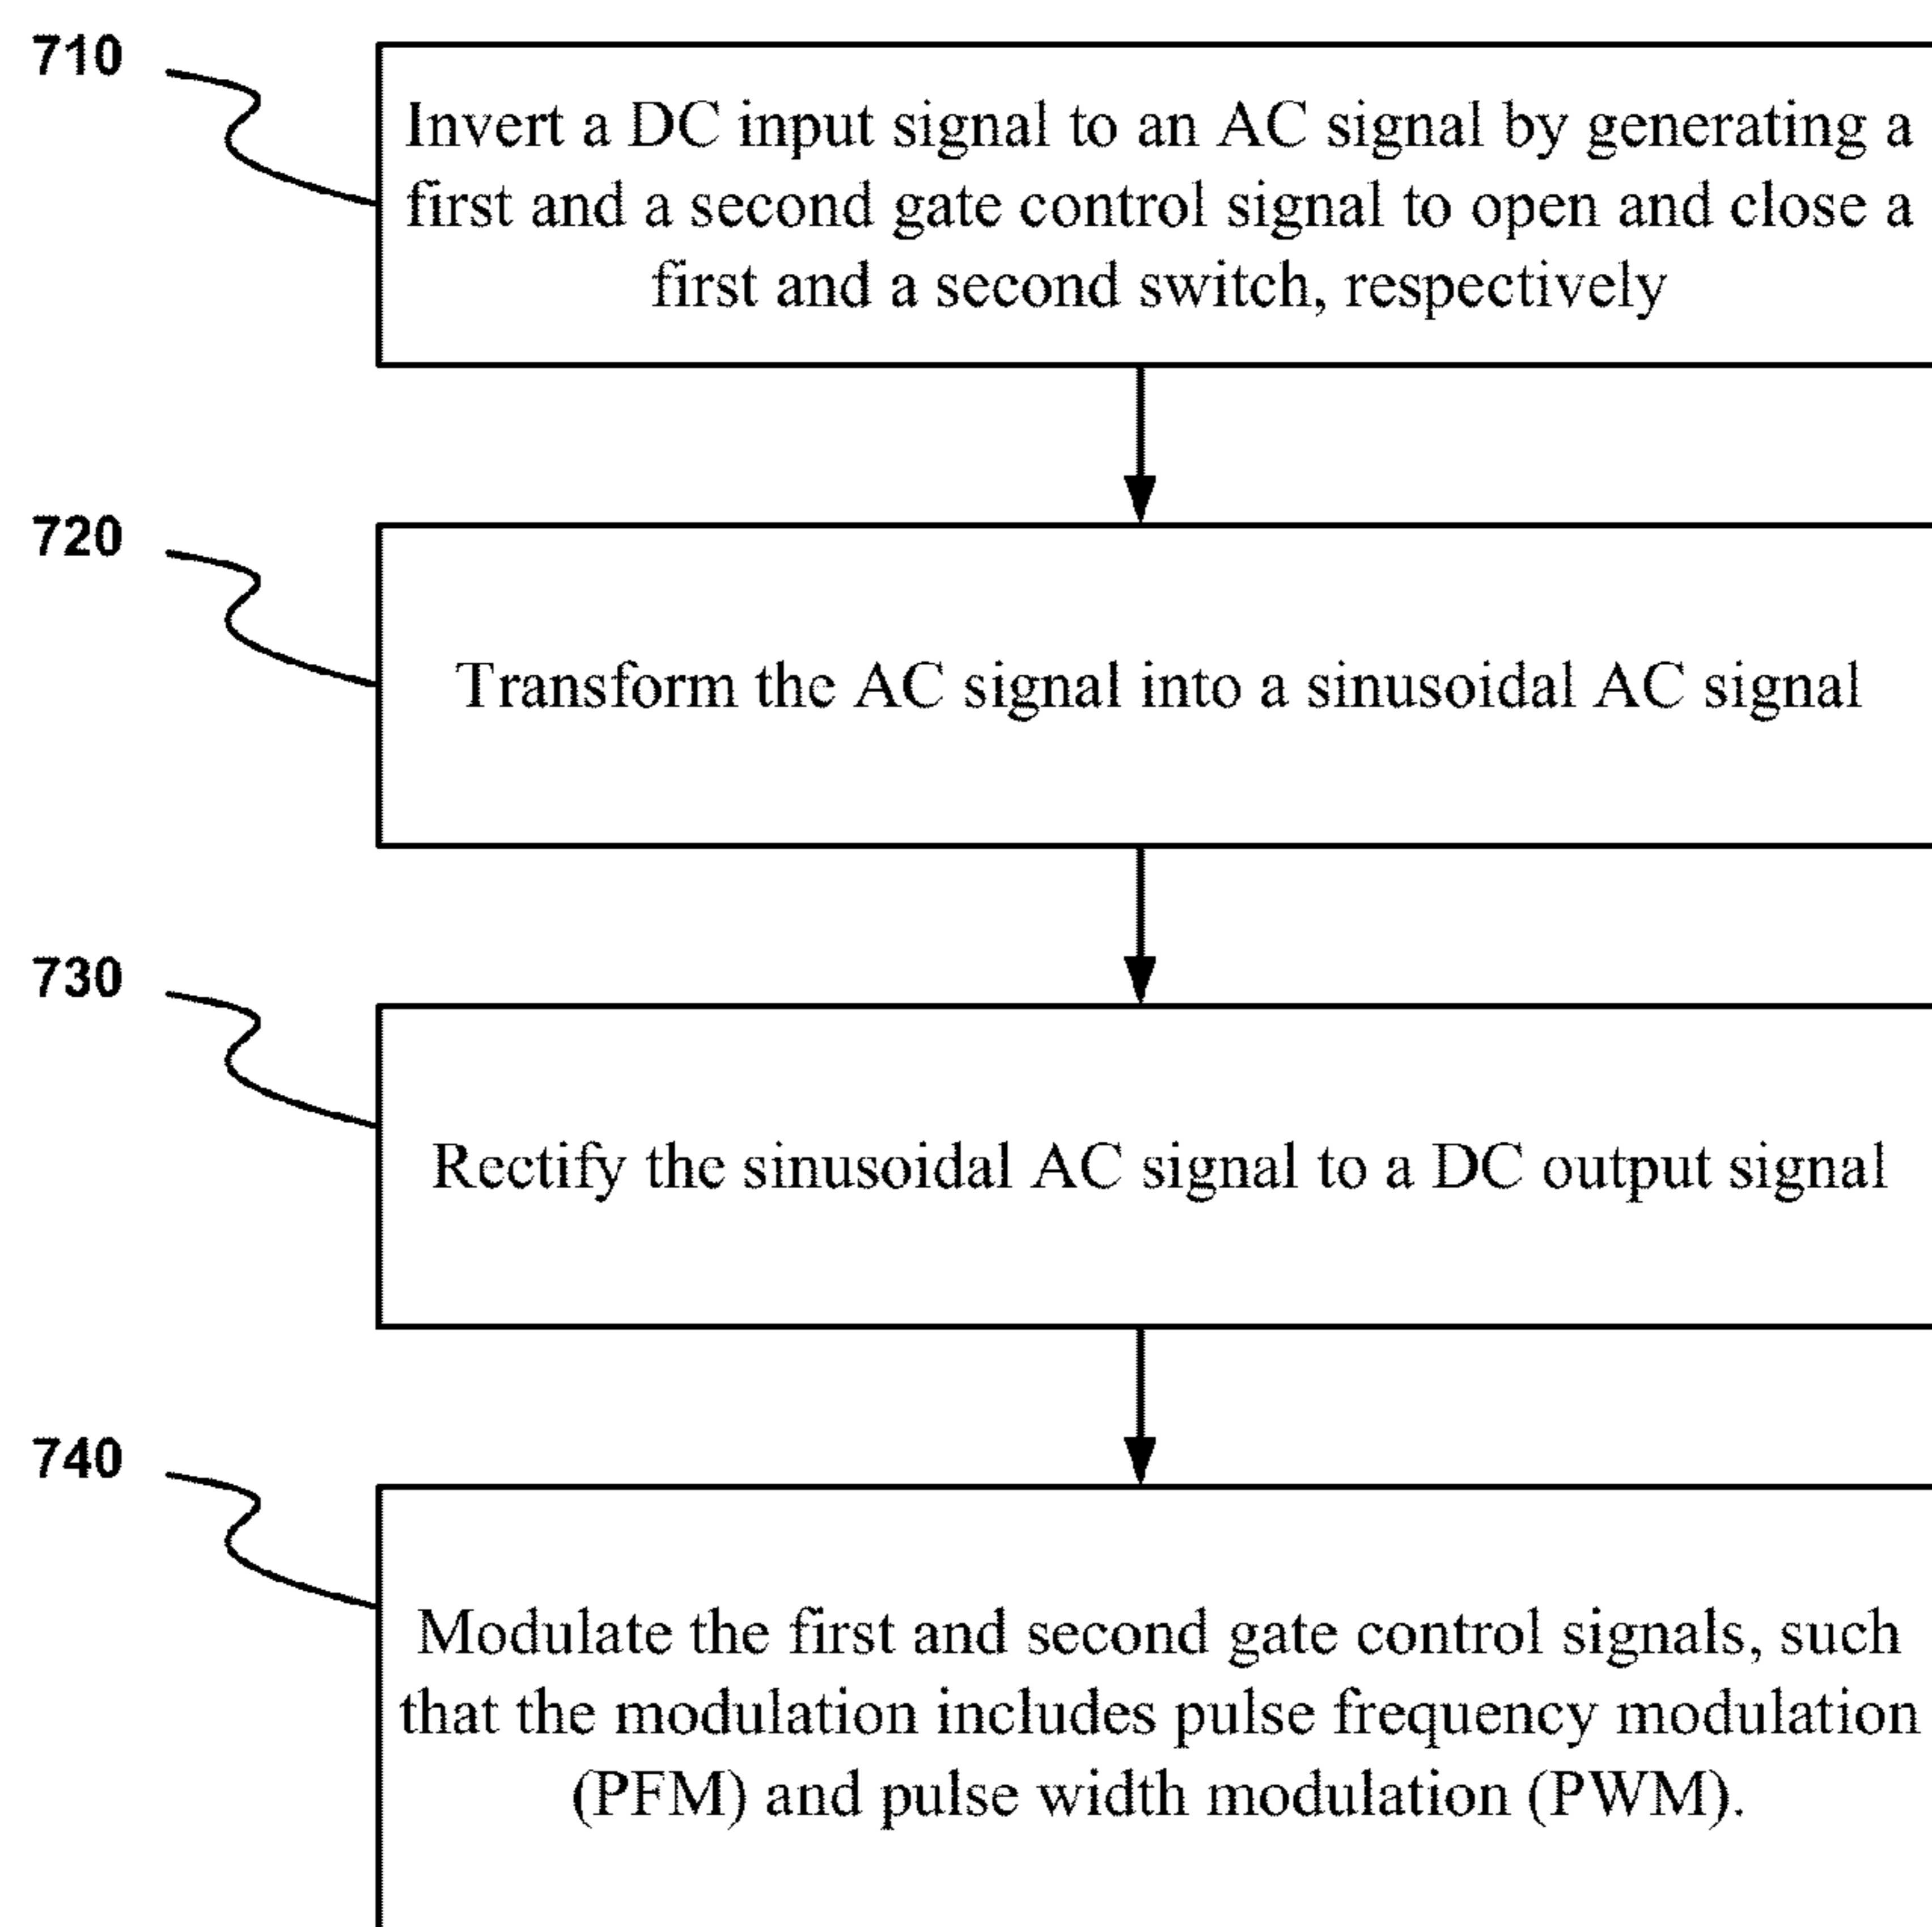 710
Invert a DC input signal to an AC signal by generating a
first and a second gate control signal to open and close a
first and a second switch, respectively
720
Transform the AC signal into a sinusoidal AC signal
730
Rectify the sinusoidal AC signal to a DC output signal
740
Modulate the first and second gate control signals, such
that the modulation includes pulse frequency modulation
(PFM) and pulse width modulation (PWM).